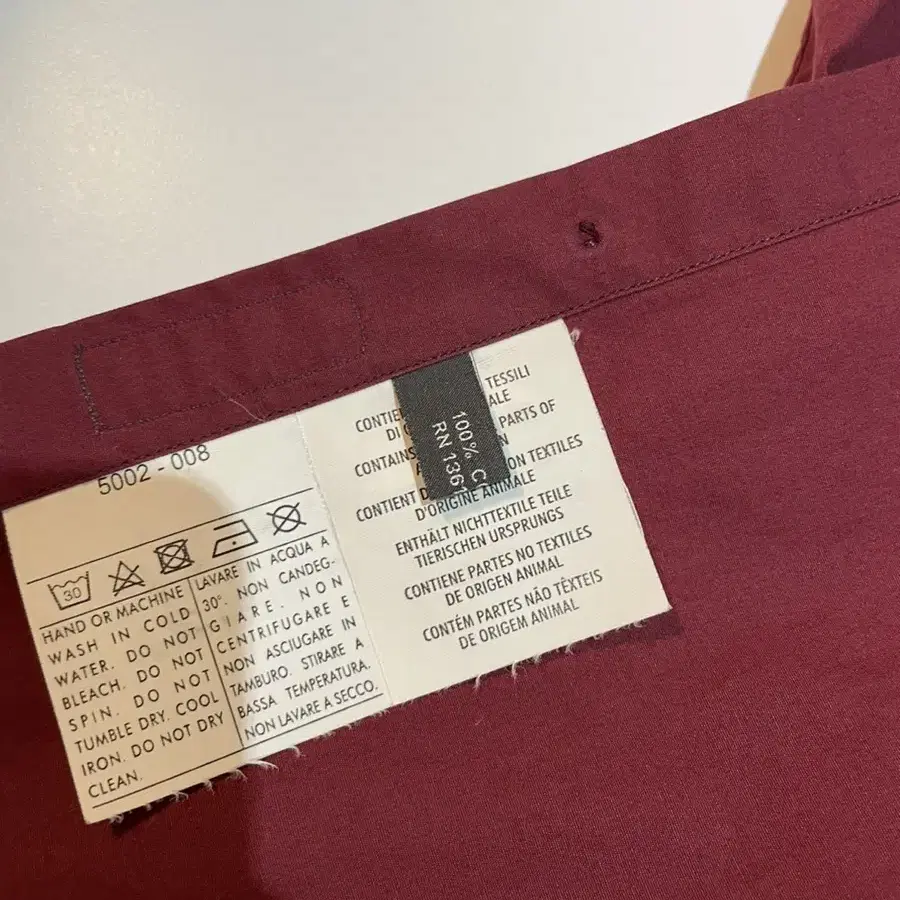 5002 - 008
30
HAND OR MACHINE
WASH IN COLD
WATER. DO NOT
BLEACH. DO NOT
SPIN. DO NOT
TUMBLE DRY. COOL
IRON. DO NOT DRY
CLEAN.
LAVARE IN ACQUA A
30°. NON CANDEG-
GIARE. NON
CENTRIFUGARE E
NON ASCIUGARE IN
TAMBURO. STIRARE A
BASSA TEMPERATURA.
NON LAVARE A SECCO.
TESSILI
DI
PARTS OF
CONTAINS
TEXTILES
CONTIENT
D'ORIGINE ANIMALE
ENTHÄLT NICHTTEXTILE TEILE
TIERISCHEN URSPRUNGS
CONTIENE PARTES NO TEXTILES
DE ORIGEN ANIMAL
CONTÉM PARTES NÃO TÊXTEIS
DE ORIGEM ANIMAL
100% C
RN 1361